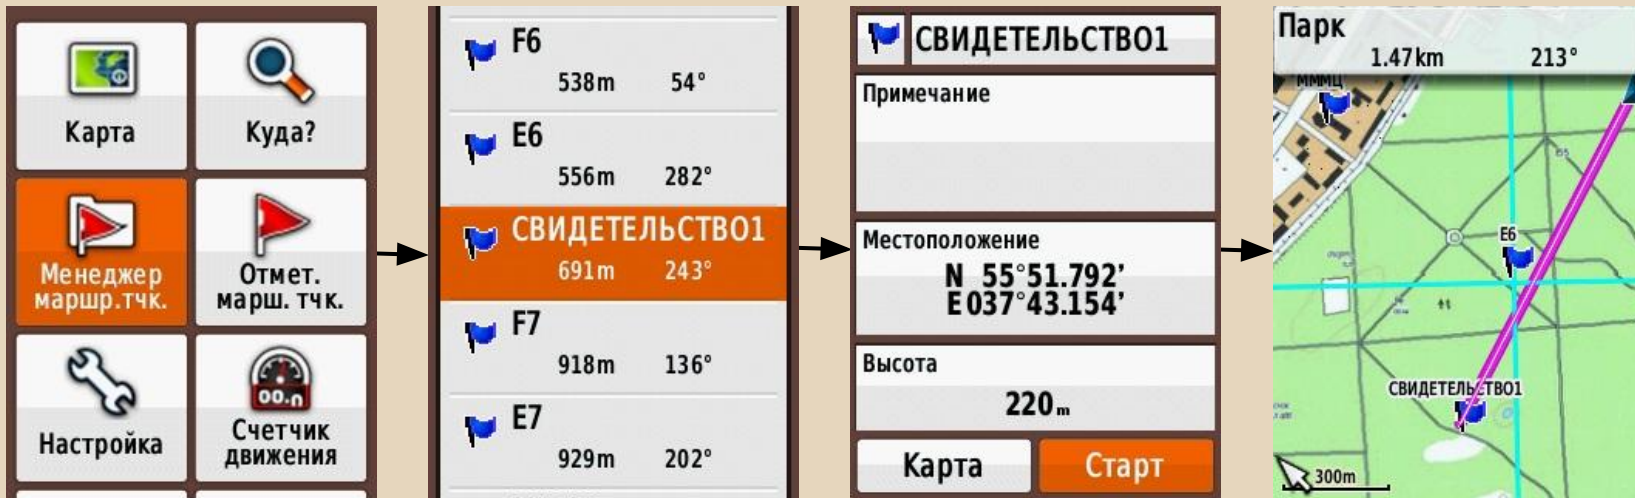 Карта
Куда?
Менеджер
маршр.тчк.
Отмет.
марш. тчк.
Настройка
00.n
Счетчик
движения
F6
538m 54°
E6
556m 282°
СВИДЕТЕЛЬСТВО1
691m 243°
F7
918m 136°
E7
929m 202°
СВИДЕТЕЛЬСТВО1
Примечание
Местоположение
N 55°51.792'
E037°43.154'
Высота
220m
Карта
Старт
Парк
1.47km 213°
МММЦ
E6
СВИДЕТЕЛЬСТВО1
300m